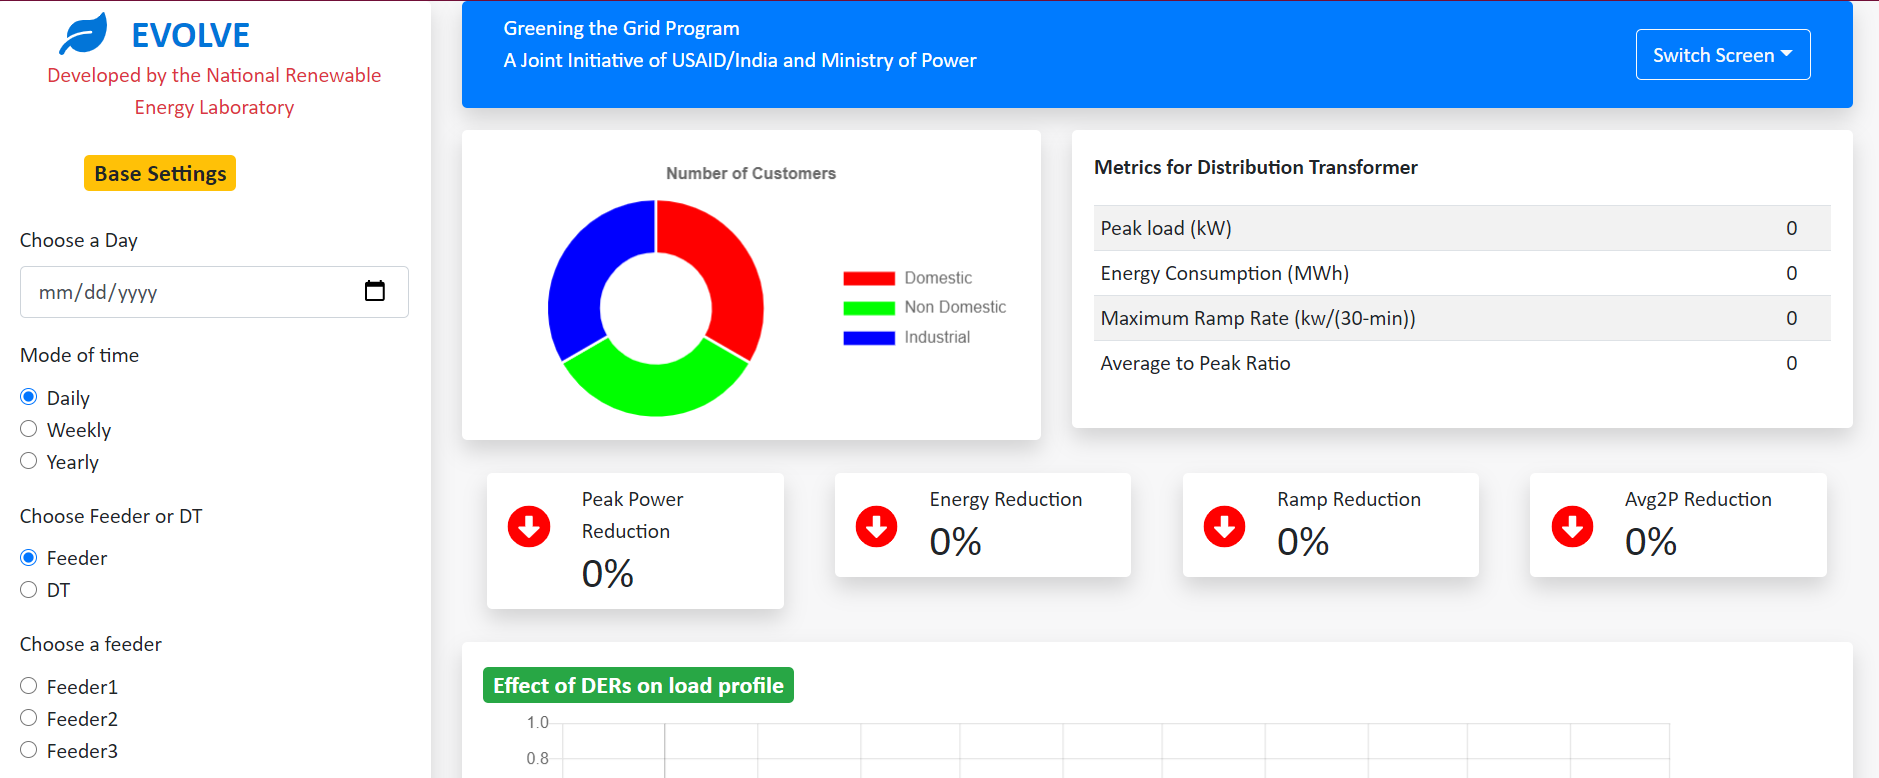 EVOLVE
Developed by the National Renewable
Energy Laboratory
Base Settings
Choose a Day
mm/dd/yyyy
Mode of time
Daily
Weekly
Yearly
Choose Feeder or DT
Feeder
DT
Choose a feeder
Feeder1
Feeder2
Feeder3
Greening the Grid Program
A Joint Initiative of USAID/India and Ministry of Power
Switch Screen
Number of Customers
Domestic
Non Domestic
Industrial
Metrics for Distribution Transformer
Peak load (kW) 0
Energy Consumption (MWh) 0
Maximum Ramp Rate (kw/(30-min)) 0
Average to Peak Ratio 0
Peak Power
Reduction
0%
Energy Reduction
0%
Ramp Reduction
0%
Avg2P Reduction
0%
Effect of DERs on load profile
1.0
0.8